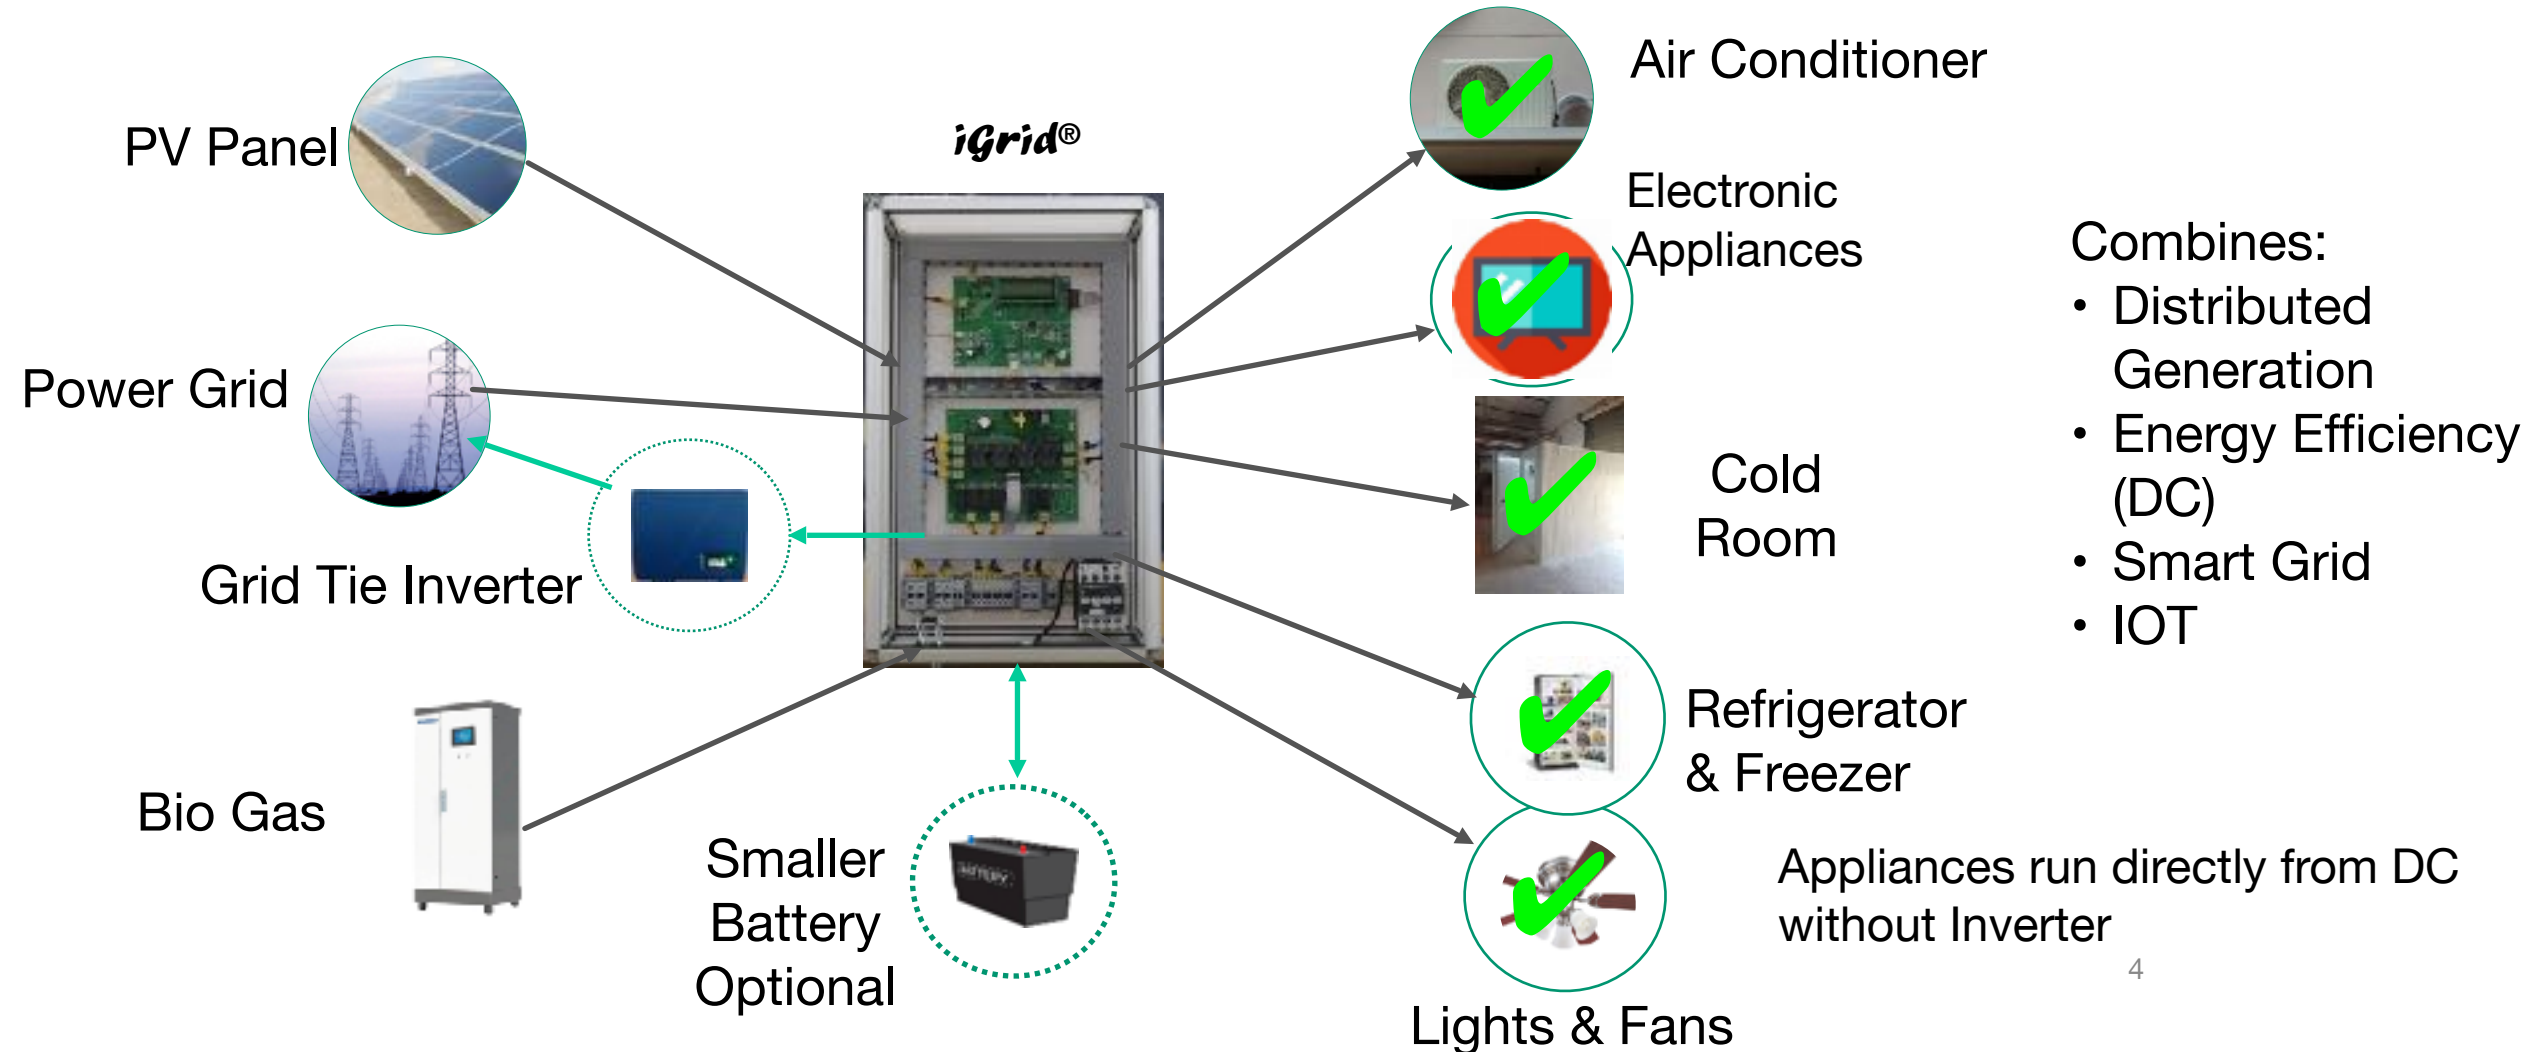 PV Panel
Power Grid
Grid Tie Inverter
Bio Gas
iGrid®
Smaller
Battery
Optional
BATTERY
Air Conditioner
Electronic
Appliances
Cold
Room
Refrigerator
& Freezer
Lights & Fans
Combines:
• Distributed
Generation
• Energy Efficiency
(DC)
• Smart Grid
• IOT
Appliances run directly from DC
without Inverter
4